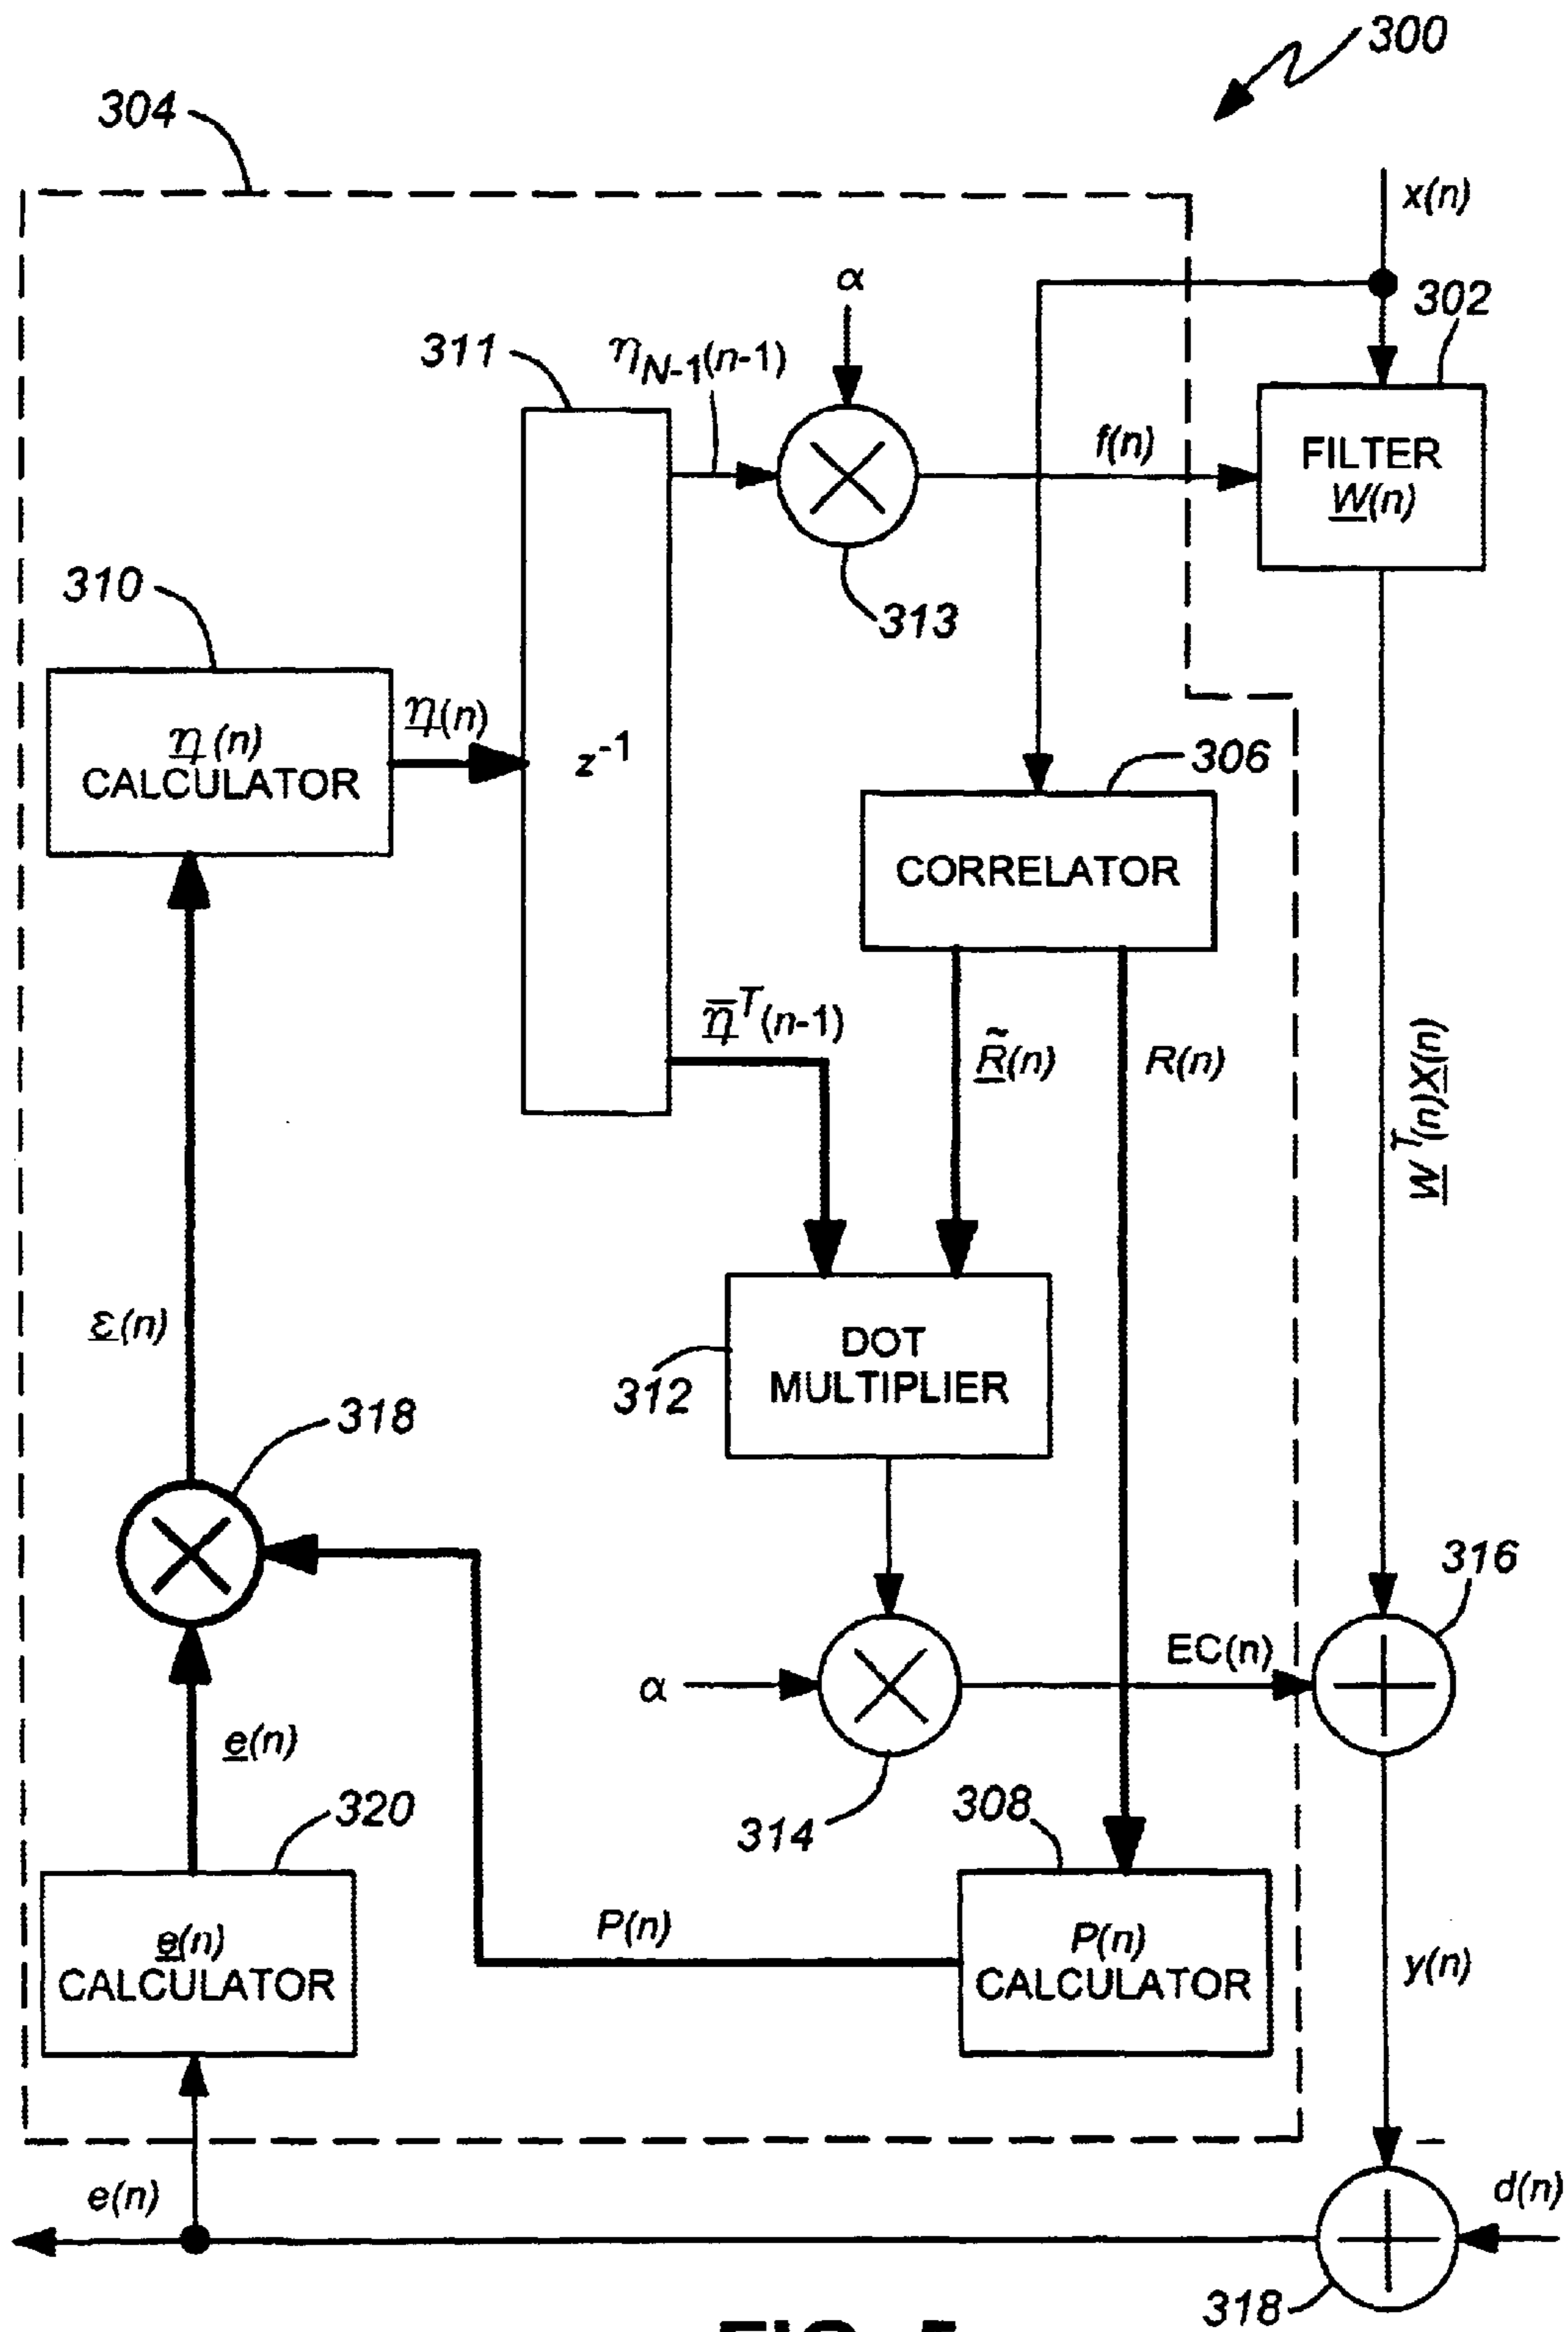 300
304
x(n)
α
302
311
η_N-1(n-1)
f(n)
FILTER
W(n)
313
310
η(n)
CALCULATOR
η(n)
z⁻¹
306
CORRELATOR
η̄ᵀ(n-1)
R̃(n)
R(n)
Wᵀ(n)X(n)
ε(n)
DOT
MULTIPLIER
312
318
316
EC(n)
α
e(n)
314
308
320
P(n)
P(n)
CALCULATOR
e(n)
CALCULATOR
y(n)
−
e(n)
d(n)
318